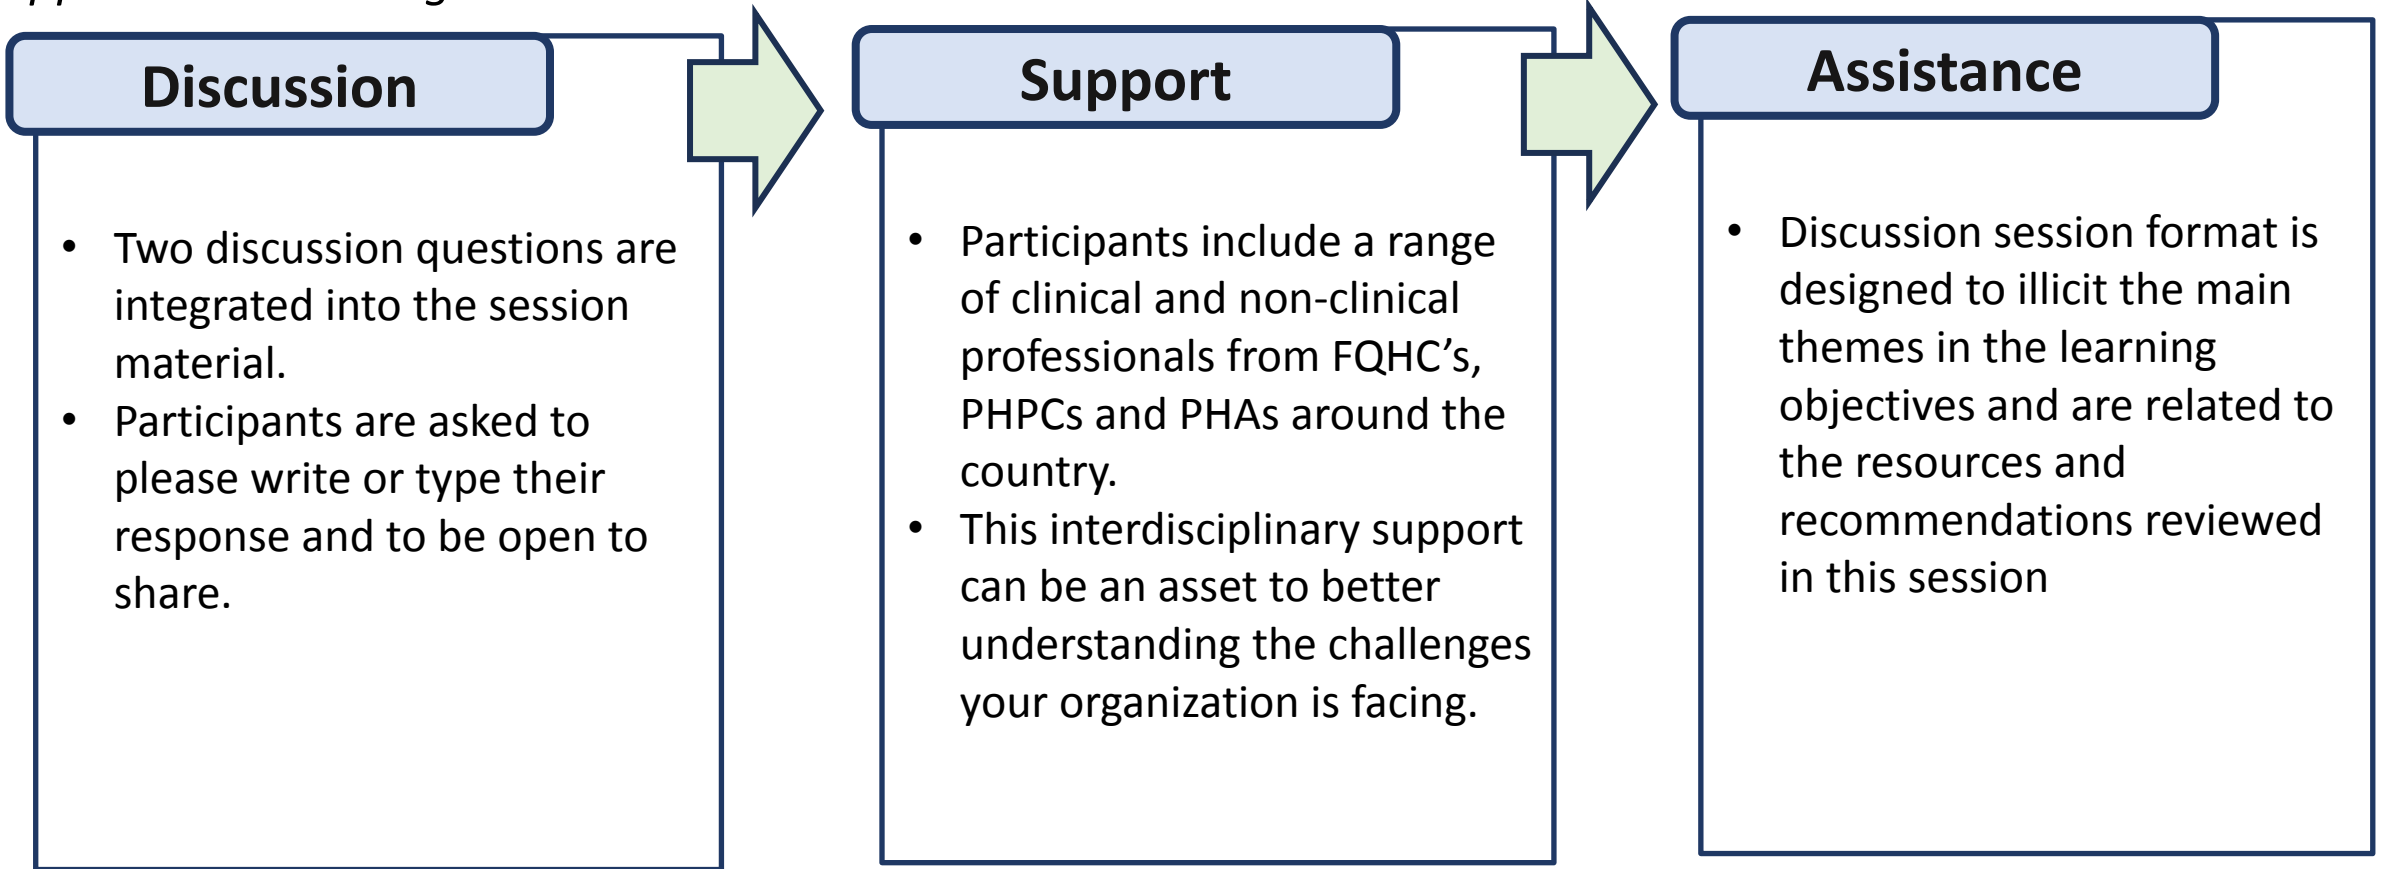 Discussion
• Two discussion questions are
integrated into the session
material.
• Participants are asked to
please write or type their
response and to be open to
share.
Support
• Participants include a range
of clinical and non-clinical
professionals from FQHC’s,
PHPCs and PHAs around the
country.
• This interdisciplinary support
can be an asset to better
understanding the challenges
your organization is facing.
Assistance
• Discussion session format is
designed to illicit the main
themes in the learning
objectives and are related to
the resources and
recommendations reviewed
in this session